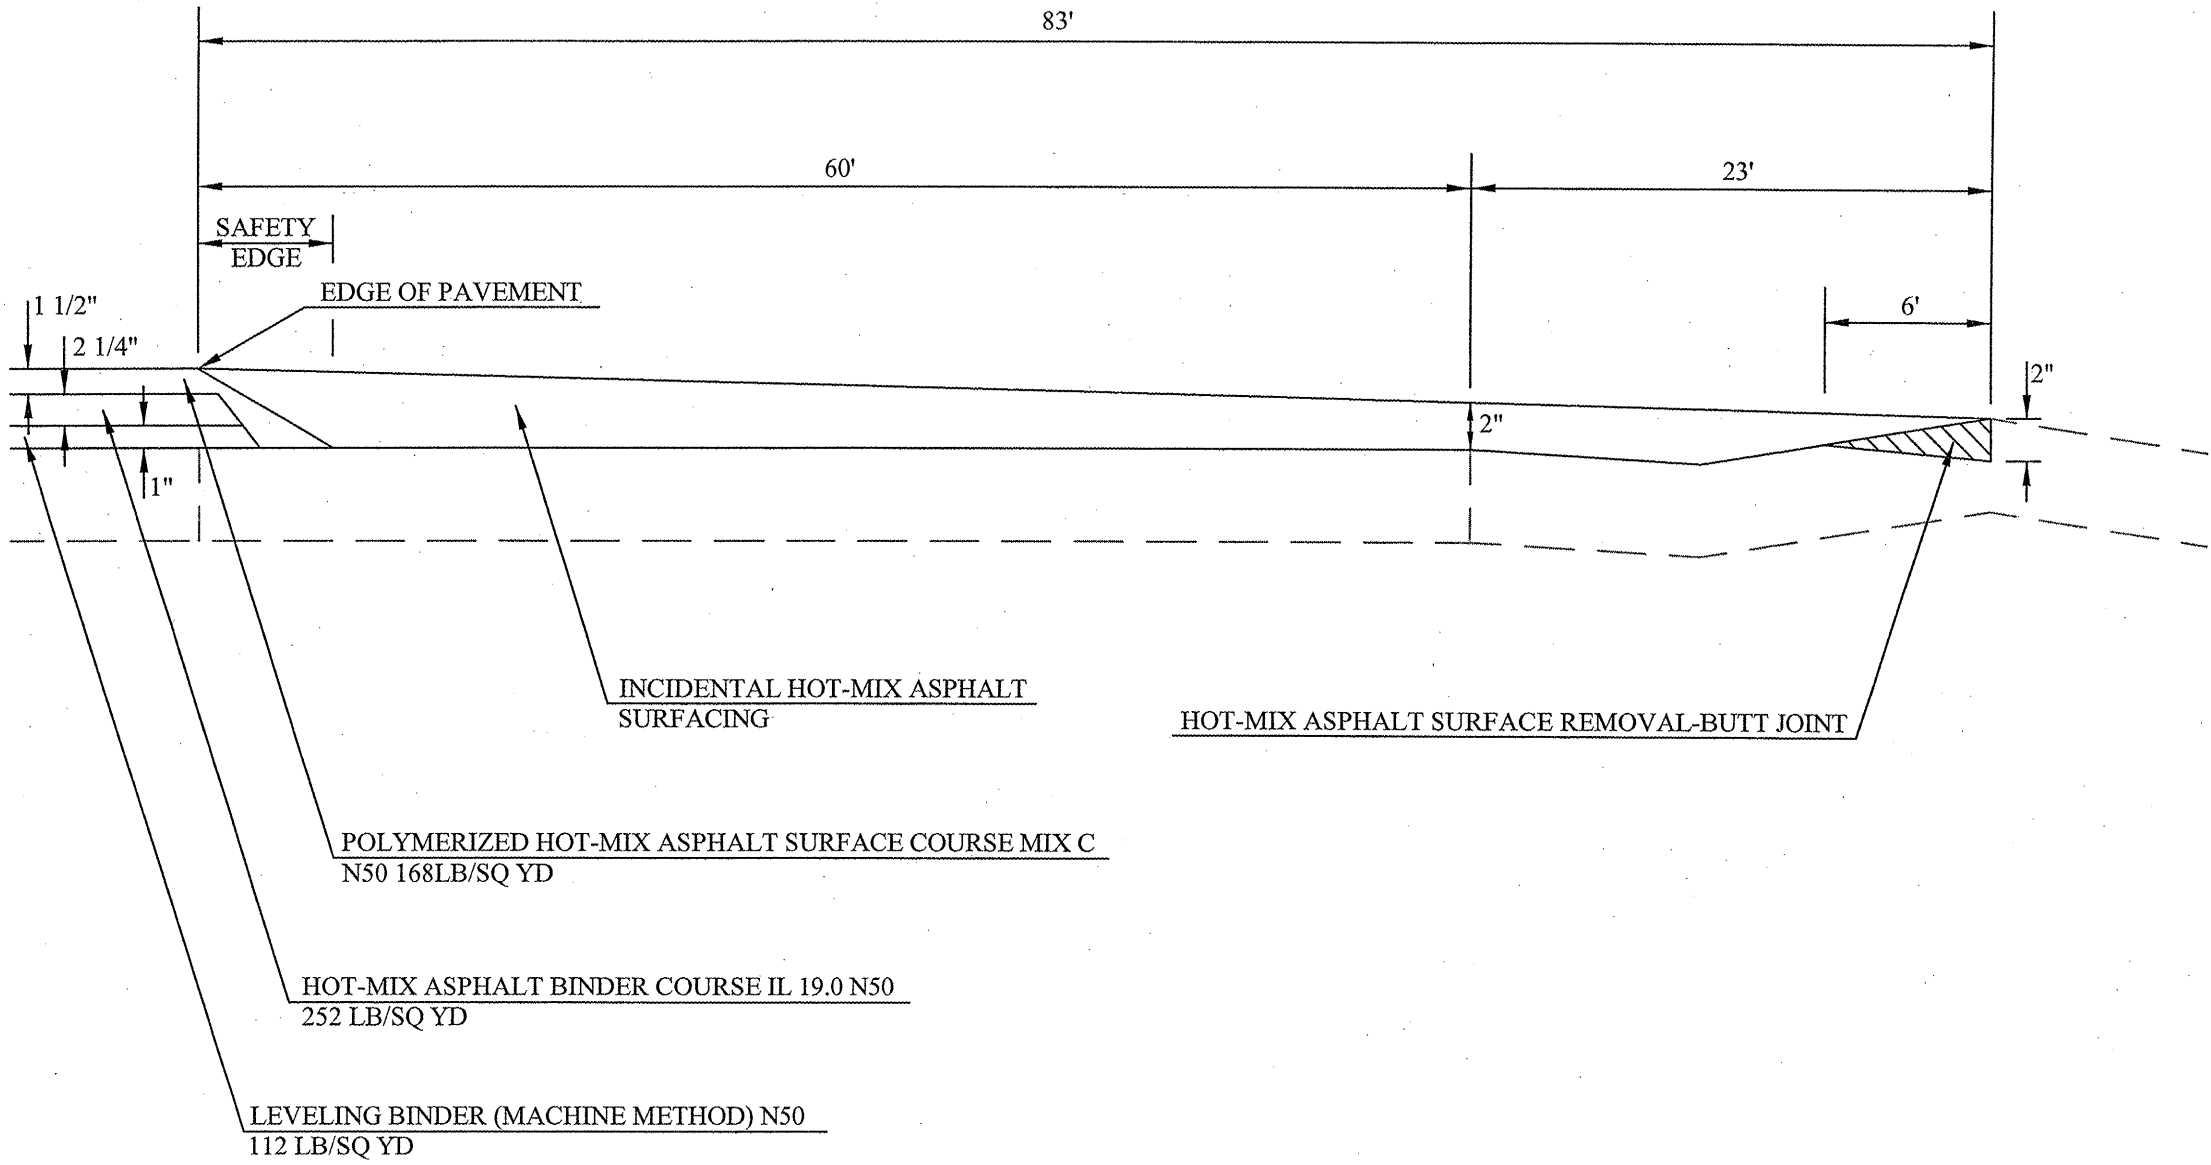 83'
60'
23'
SAFETY
EDGE
EDGE OF PAVEMENT
1 1/2"
6'
2 1/4"
2"
2"
1"
INCIDENTAL HOT-MIX ASPHALT
SURFACING
HOT-MIX ASPHALT SURFACE REMOVAL-BUTT JOINT
POLYMERIZED HOT-MIX ASPHALT SURFACE COURSE MIX C
N50 168LB/SQ YD
HOT-MIX ASPHALT BINDER COURSE IL 19.0 N50
252 LB/SQ YD
LEVELING BINDER (MACHINE METHOD) N50
112 LB/SQ YD